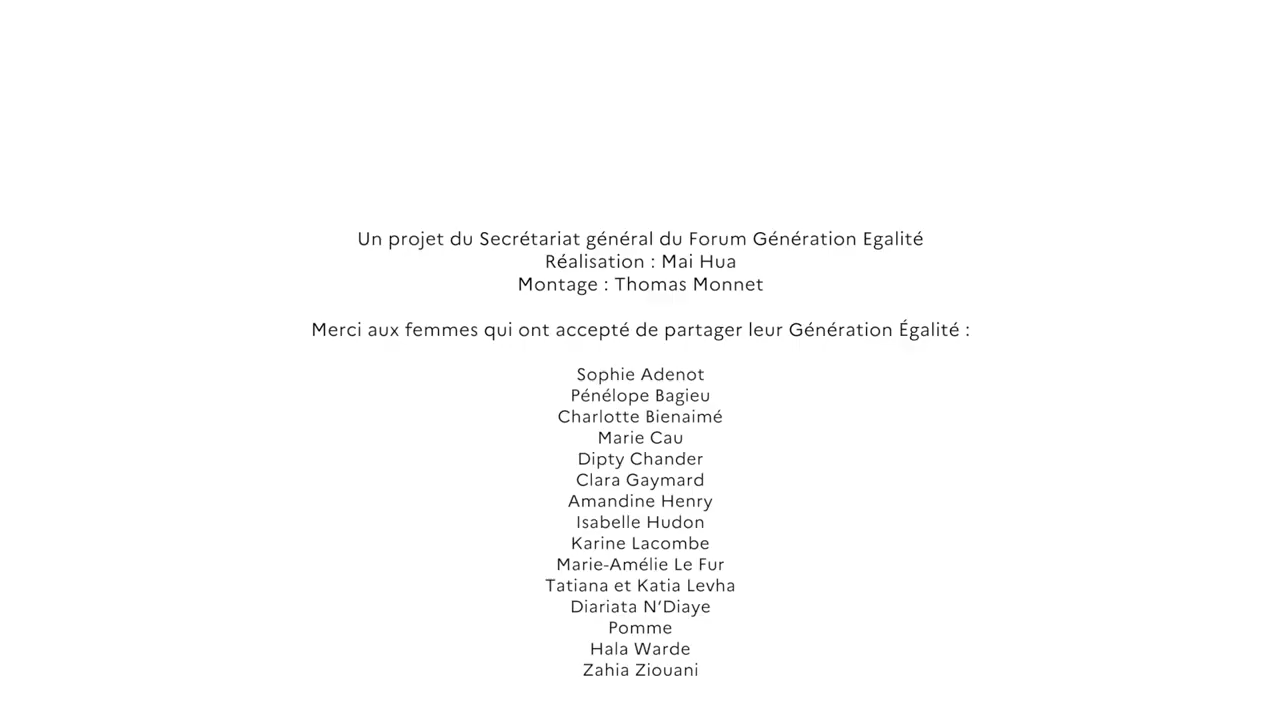 Un projet du Secrétariat général du Forum Génération Egalité
Réalisation : Mai Hua
Montage : Thomas Monnet
Merci aux femmes qui ont accepté de partager leur Génération Égalité :
Sophie Adenot
Pénélope Bagieu
Charlotte Bienaimé
Marie Cau
Dipty Chander
Clara Gaymard
Amandine Henry
Isabelle Hudon
Karine Lacombe
Marie-Amélie Le Fur
Tatiana et Katia Levha
Diariata N'Diaye
Pomme
Hala Warde
Zahia Ziouani